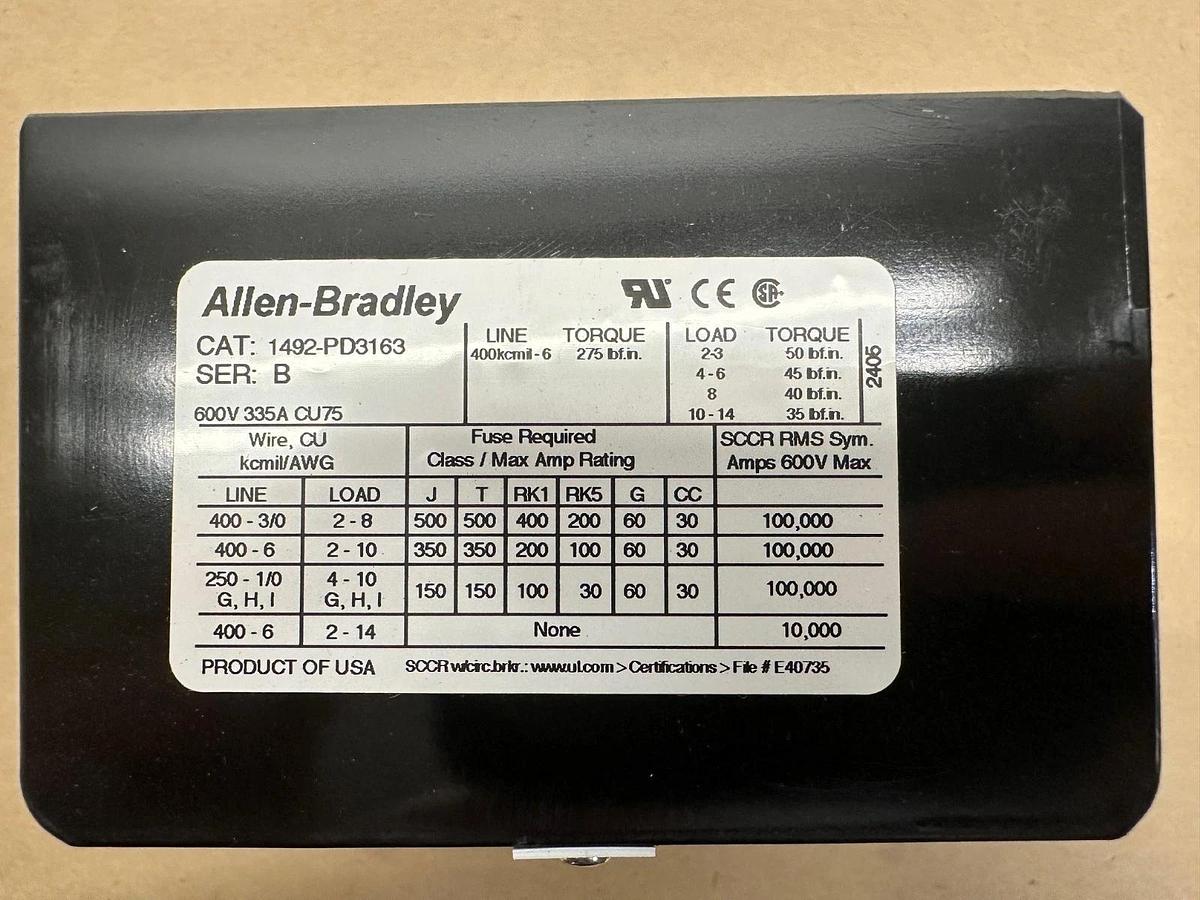 Allen-Bradley
CAT: 1492-PD3163
SER: B
600V 335A CU75
LINE TORQUE
400kcmil - 6 275 lbf.in.
LOAD TORQUE
2-3 50 lbf.in.
4 - 6 45 lbf.in.
8 40 lbf.in.
10 - 14 35 lbf.in.
2405
Wire, CU
kcmil/AWG
Fuse Required
Class / Max Amp Rating
SCCR RMS Sym.
Amps 600V Max
LINE LOAD J T RK1 RK5 G CC
400 - 3/0 2 - 8 500 500 400 200 60 30 100,000
400 - 6 2 - 10 350 350 200 100 60 30 100,000
250 - 1/0 4 - 10
G, H, I G, H, I 150 150 100 30 60 30 100,000
400 - 6 2 - 14 None 10,000
PRODUCT OF USA SCCR w/circ.brkr.: www.ul.com > Certifications > File # E40735